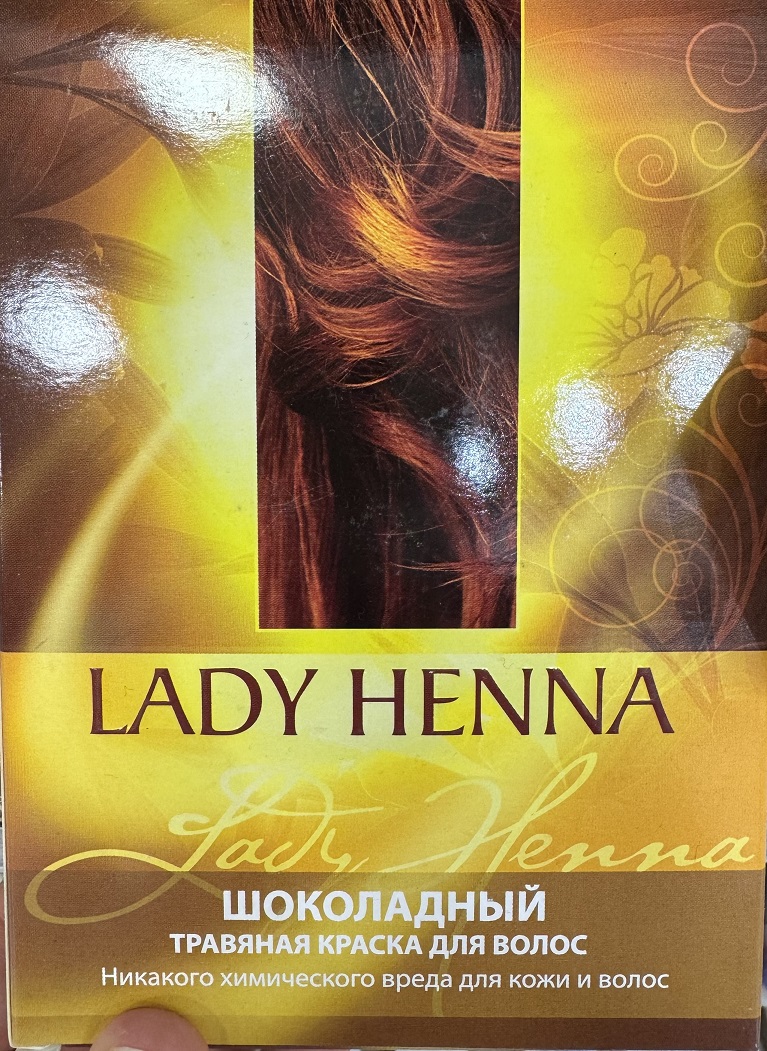 LADY HENNA
Lady Henna
ШОКОЛАДНЫЙ
ТРАВЯНАЯ КРАСКА ДЛЯ ВОЛОС
Никакого химического вреда для кожи и волос